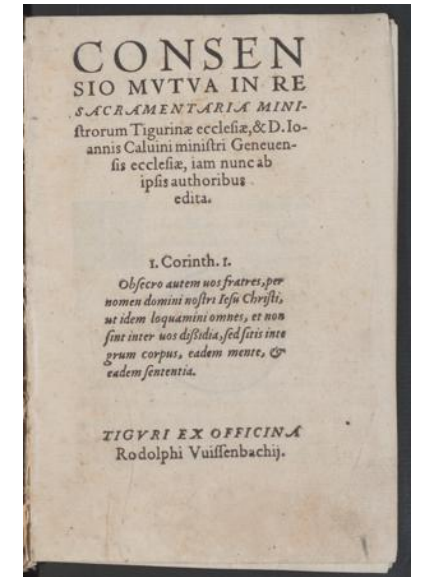 CONSEN
SIO MVTVA IN RE
SACRAMENTARIA MINI-
ſtrorum Tigurinæ eccleſiæ,& D. Io-
annis Caluini miniſtri Geneuen-
ſis eccleſiæ, iam nunc ab
ipſis authoribus
edita.
1. Corinth. 1.
Obſecro autem uos fratres, per
nomen domini noſtri Ieſu Chriſti,
ut idem loquamini omnes, et non
ſint inter uos diſsidia, ſed ſitis inte
grum corpus, eadem mente, &
eadem ſententia.
TIGVRI EX OFFICINA
Rodolphi Vuiſſenbachij.